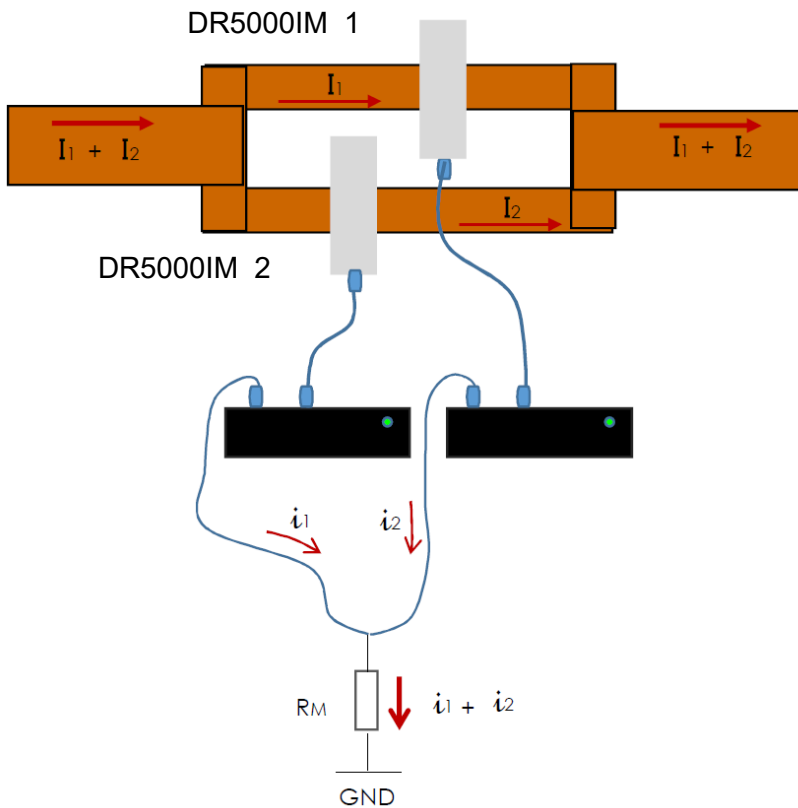 DR5000IM 1
I1
I1 + I2
I1 + I2
I2
DR5000IM 2
i1
i2
RM
i1 + i2
GND